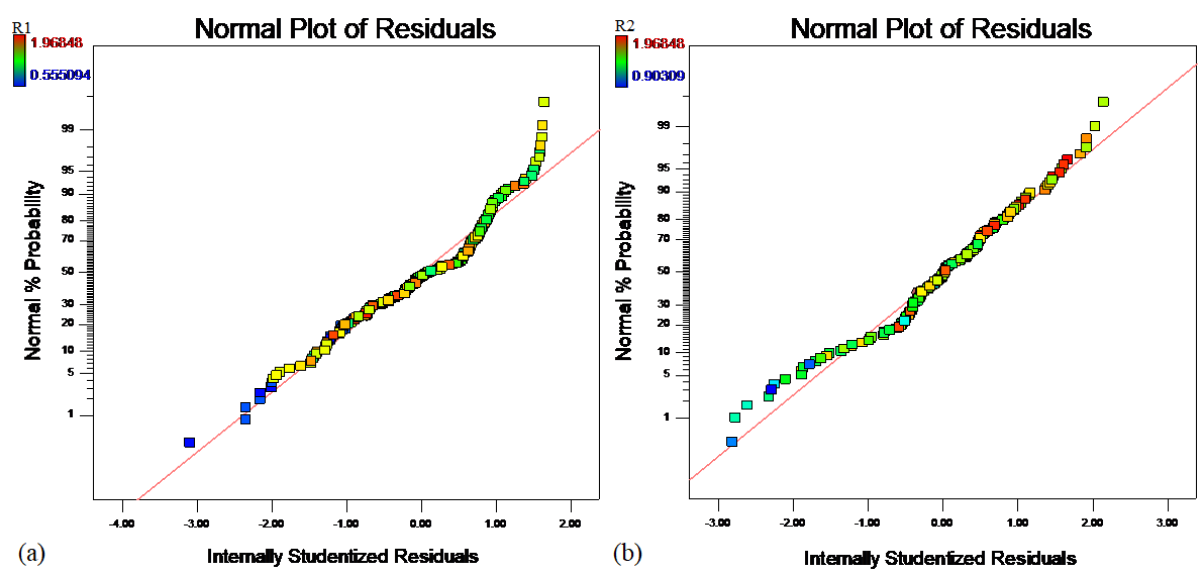 R1
1.96848
0.555094
Normal Plot of Residuals
Normal % Probability
99
95
90
80
70
50
30
20
10
5
1
-4.00 -3.00 -2.00 -1.00 0.00 1.00 2.00
(a)
Internally Studentized Residuals
R2
1.96848
0.90309
Normal Plot of Residuals
Normal % Probability
99
95
90
80
70
50
30
20
10
5
1
-3.00 -2.00 -1.00 0.00 1.00 2.00 3.00
(b)
Internally Studentized Residuals